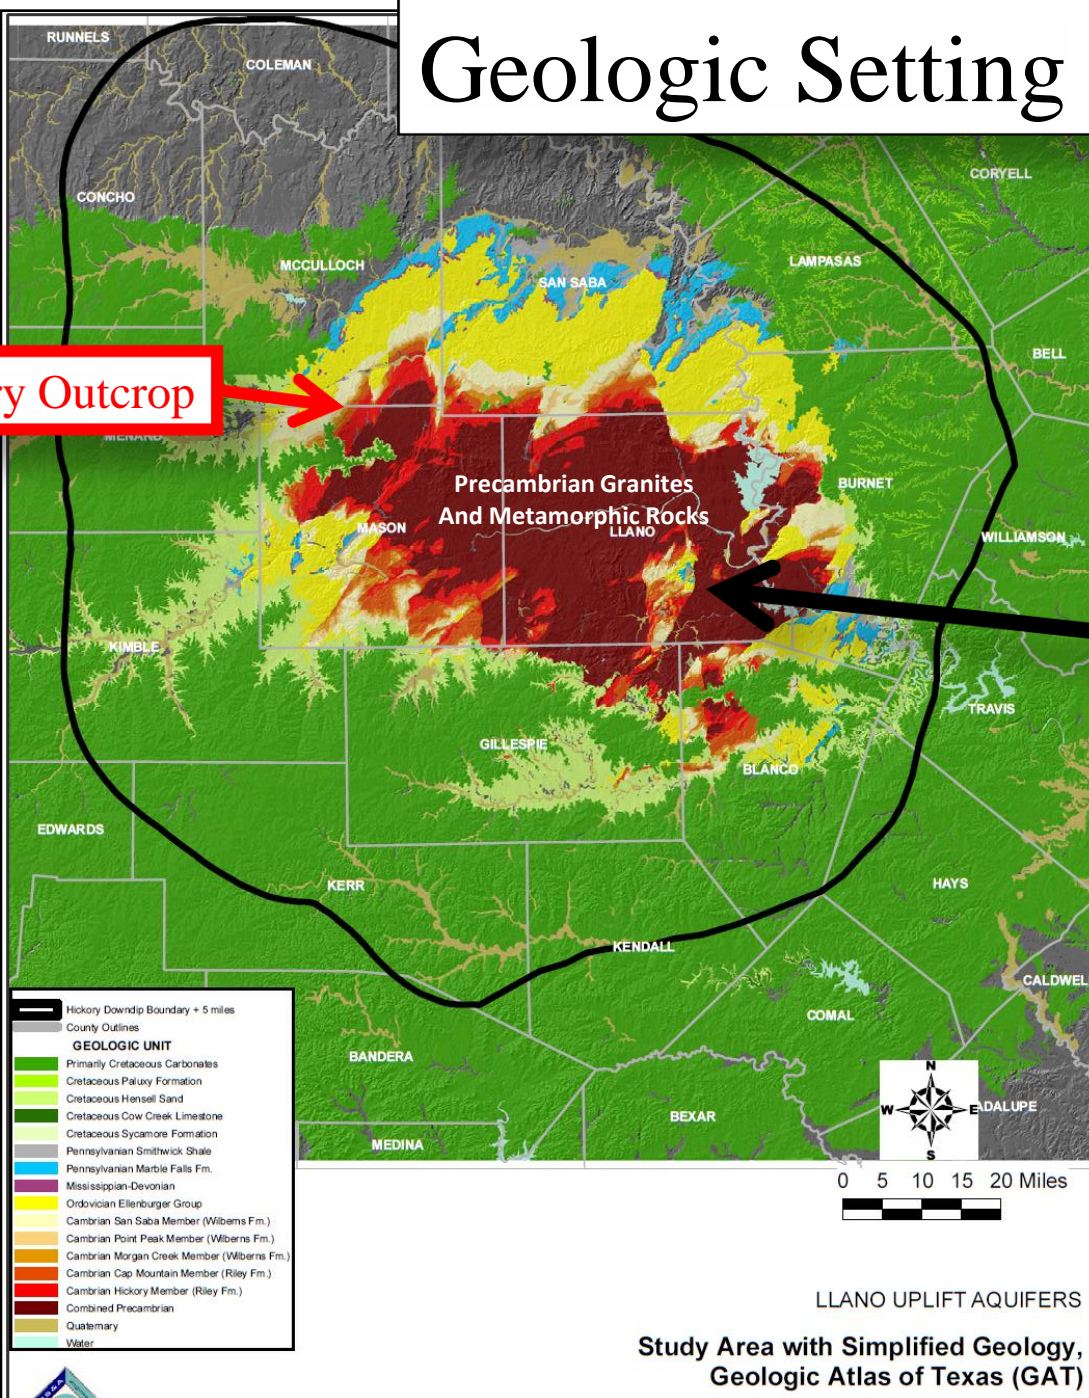 Geologic Setting
RUNNELS
COLEMAN
CONCHO
CORYELL
MCCULLOCH
SAN SABA
LAMPASAS
BELL
ry Outcrop
MENARD
Precambrian Granites
And Metamorphic Rocks
BURNET
MASON
LLANO
WILLIAMSON
KIMBLE
TRAVIS
GILLESPIE
BLANCO
EDWARDS
KERR
HAYS
KENDALL
CALDWEL
COMAL
BANDERA
BEXAR
ADALUPE
MEDINA
Hickory Downdip Boundary + 5 miles
County Outlines
GEOLOGIC UNIT
Primarily Cretaceous Carbonates
Cretaceous Paluxy Formation
Cretaceous Hensell Sand
Cretaceous Cow Creek Limestone
Cretaceous Sycamore Formation
Pennsylvanian Smithwick Shale
Pennsylvanian Marble Falls Fm.
Mississippian-Devonian
Ordovician Ellenburger Group
Cambrian San Saba Member (Wilberns Fm.)
Cambrian Point Peak Member (Wilberns Fm.)
Cambrian Morgan Creek Member (Wilberns Fm.)
Cambrian Cap Mountain Member (Riley Fm.)
Cambrian Hickory Member (Riley Fm.)
Combined Precambrian
Quaternary
Water
N
W E
S
0 5 10 15 20 Miles
LLANO UPLIFT AQUIFERS
Study Area with Simplified Geology,
Geologic Atlas of Texas (GAT)